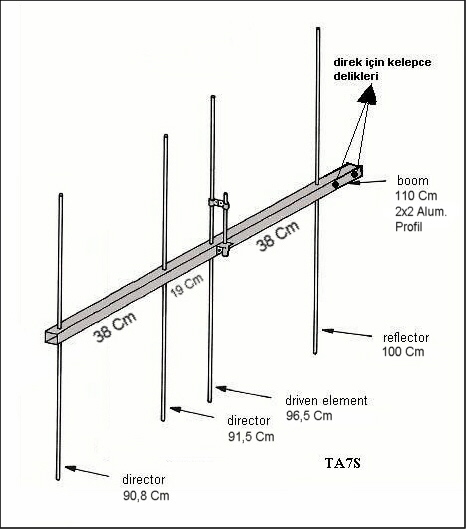 direk için kelepce
delikleri
boom
110 Cm
2x2 Alum.
Profil
38 Cm
19 Cm
38 Cm
reflector
100 Cm
driven element
96,5 Cm
director
91,5 Cm
TA7S
director
90,8 Cm